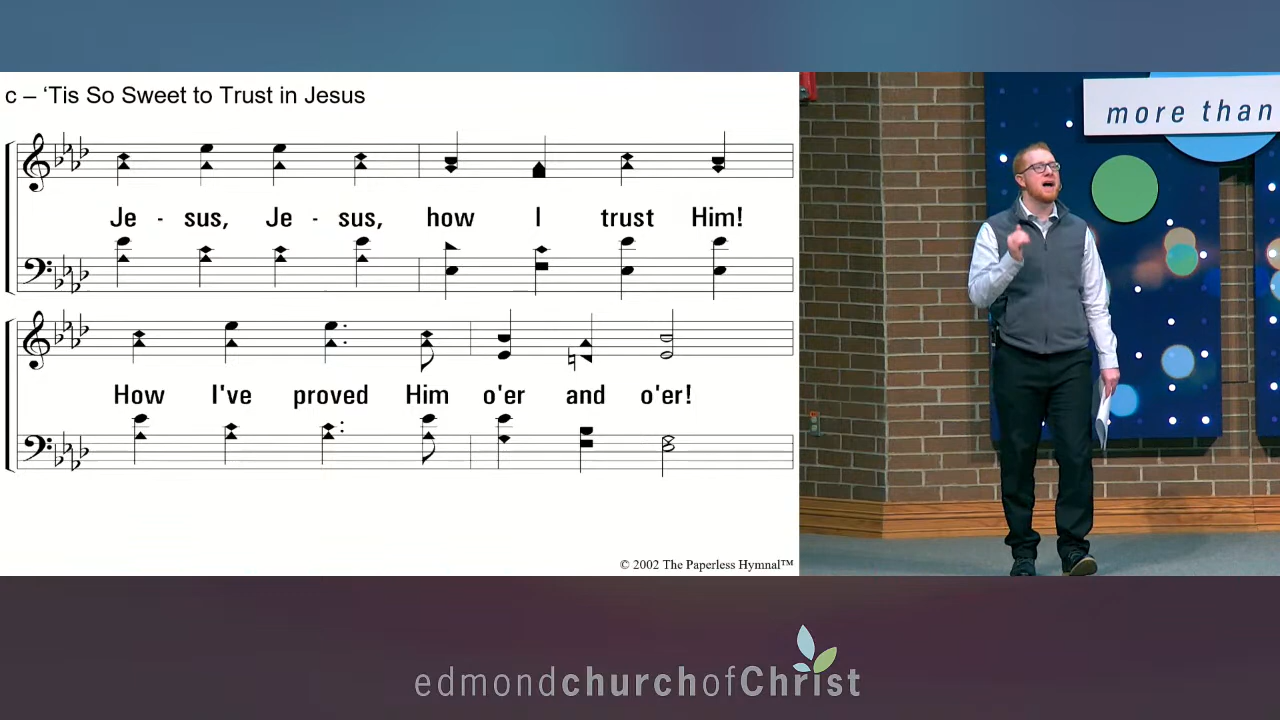 c – ‘Tis So Sweet to Trust in Jesus
Je - sus, Je - sus, how I trust Him!
How I've proved Him o'er and o'er!
© 2002 The Paperless Hymnal™
more than
edmondchurchofChrist